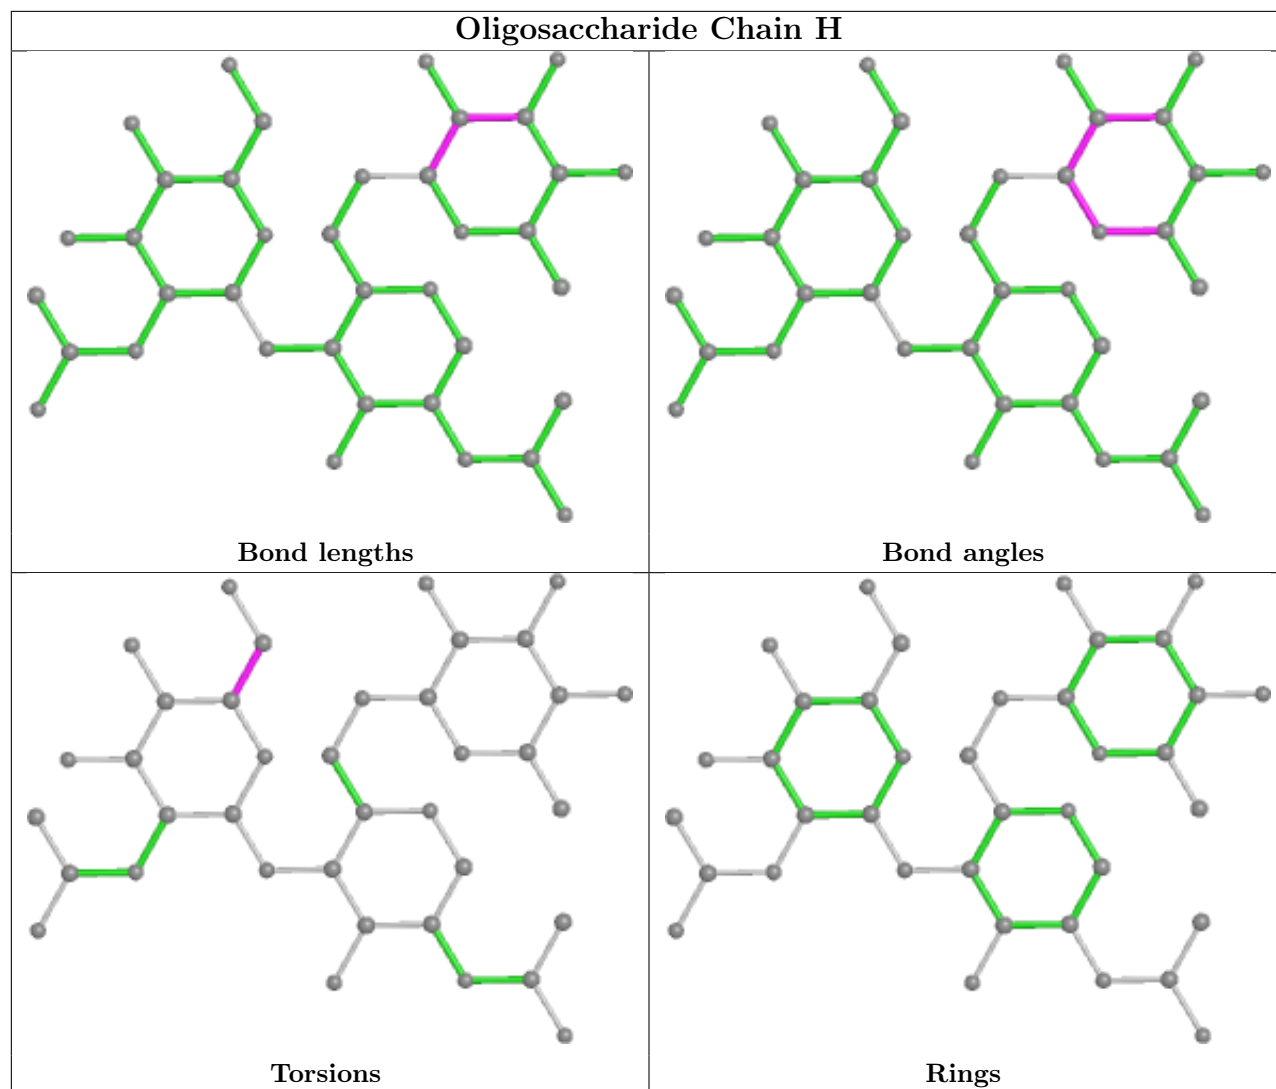 Oligosaccharide Chain H
Bond lengths
Bond angles
Torsions
Rings